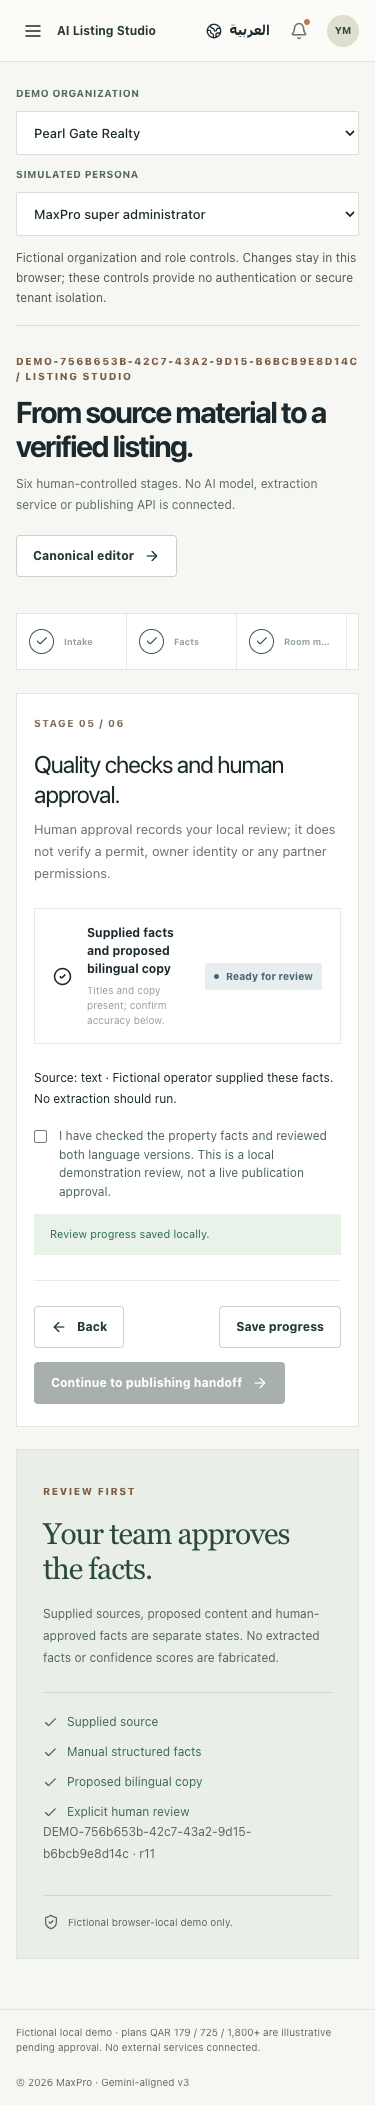 AI Listing Studio
العربية
YM
DEMO ORGANIZATION
Pearl Gate Realty
SIMULATED PERSONA
MaxPro super administrator
Fictional organization and role controls. Changes stay in this
browser; these controls provide no authentication or secure
tenant isolation.
DEMO-756B653B-42C7-43A2-9D15-B6BCB9E8D14C
/ LISTING STUDIO
From source material to a
verified listing.
Six human-controlled stages. No AI model, extraction
service or publishing API is connected.
Canonical editor
Intake
Facts
Room m...
STAGE 05 / 06
Quality checks and human
approval.
Human approval records your local review; it does
not verify a permit, owner identity or any partner
permissions.
Supplied facts
and proposed
bilingual copy
Titles and copy
present; confirm
accuracy below.
Ready for review
Source: text · Fictional operator supplied these facts.
No extraction should run.
I have checked the property facts and reviewed
both language versions. This is a local
demonstration review, not a live publication
approval.
Review progress saved locally.
Back
Save progress
Continue to publishing handoff
REVIEW FIRST
Your team approves
the facts.
Supplied sources, proposed content and human-
approved facts are separate states. No extracted
facts or confidence scores are fabricated.
Supplied source
Manual structured facts
Proposed bilingual copy
Explicit human review
DEMO-756b653b-42c7-43a2-9d15-
b6bcb9e8d14c · r11
Fictional browser-local demo only.
Fictional local demo · plans QAR 179 / 725 / 1,800+ are illustrative
pending approval. No external services connected.
© 2026 MaxPro · Gemini-aligned v3